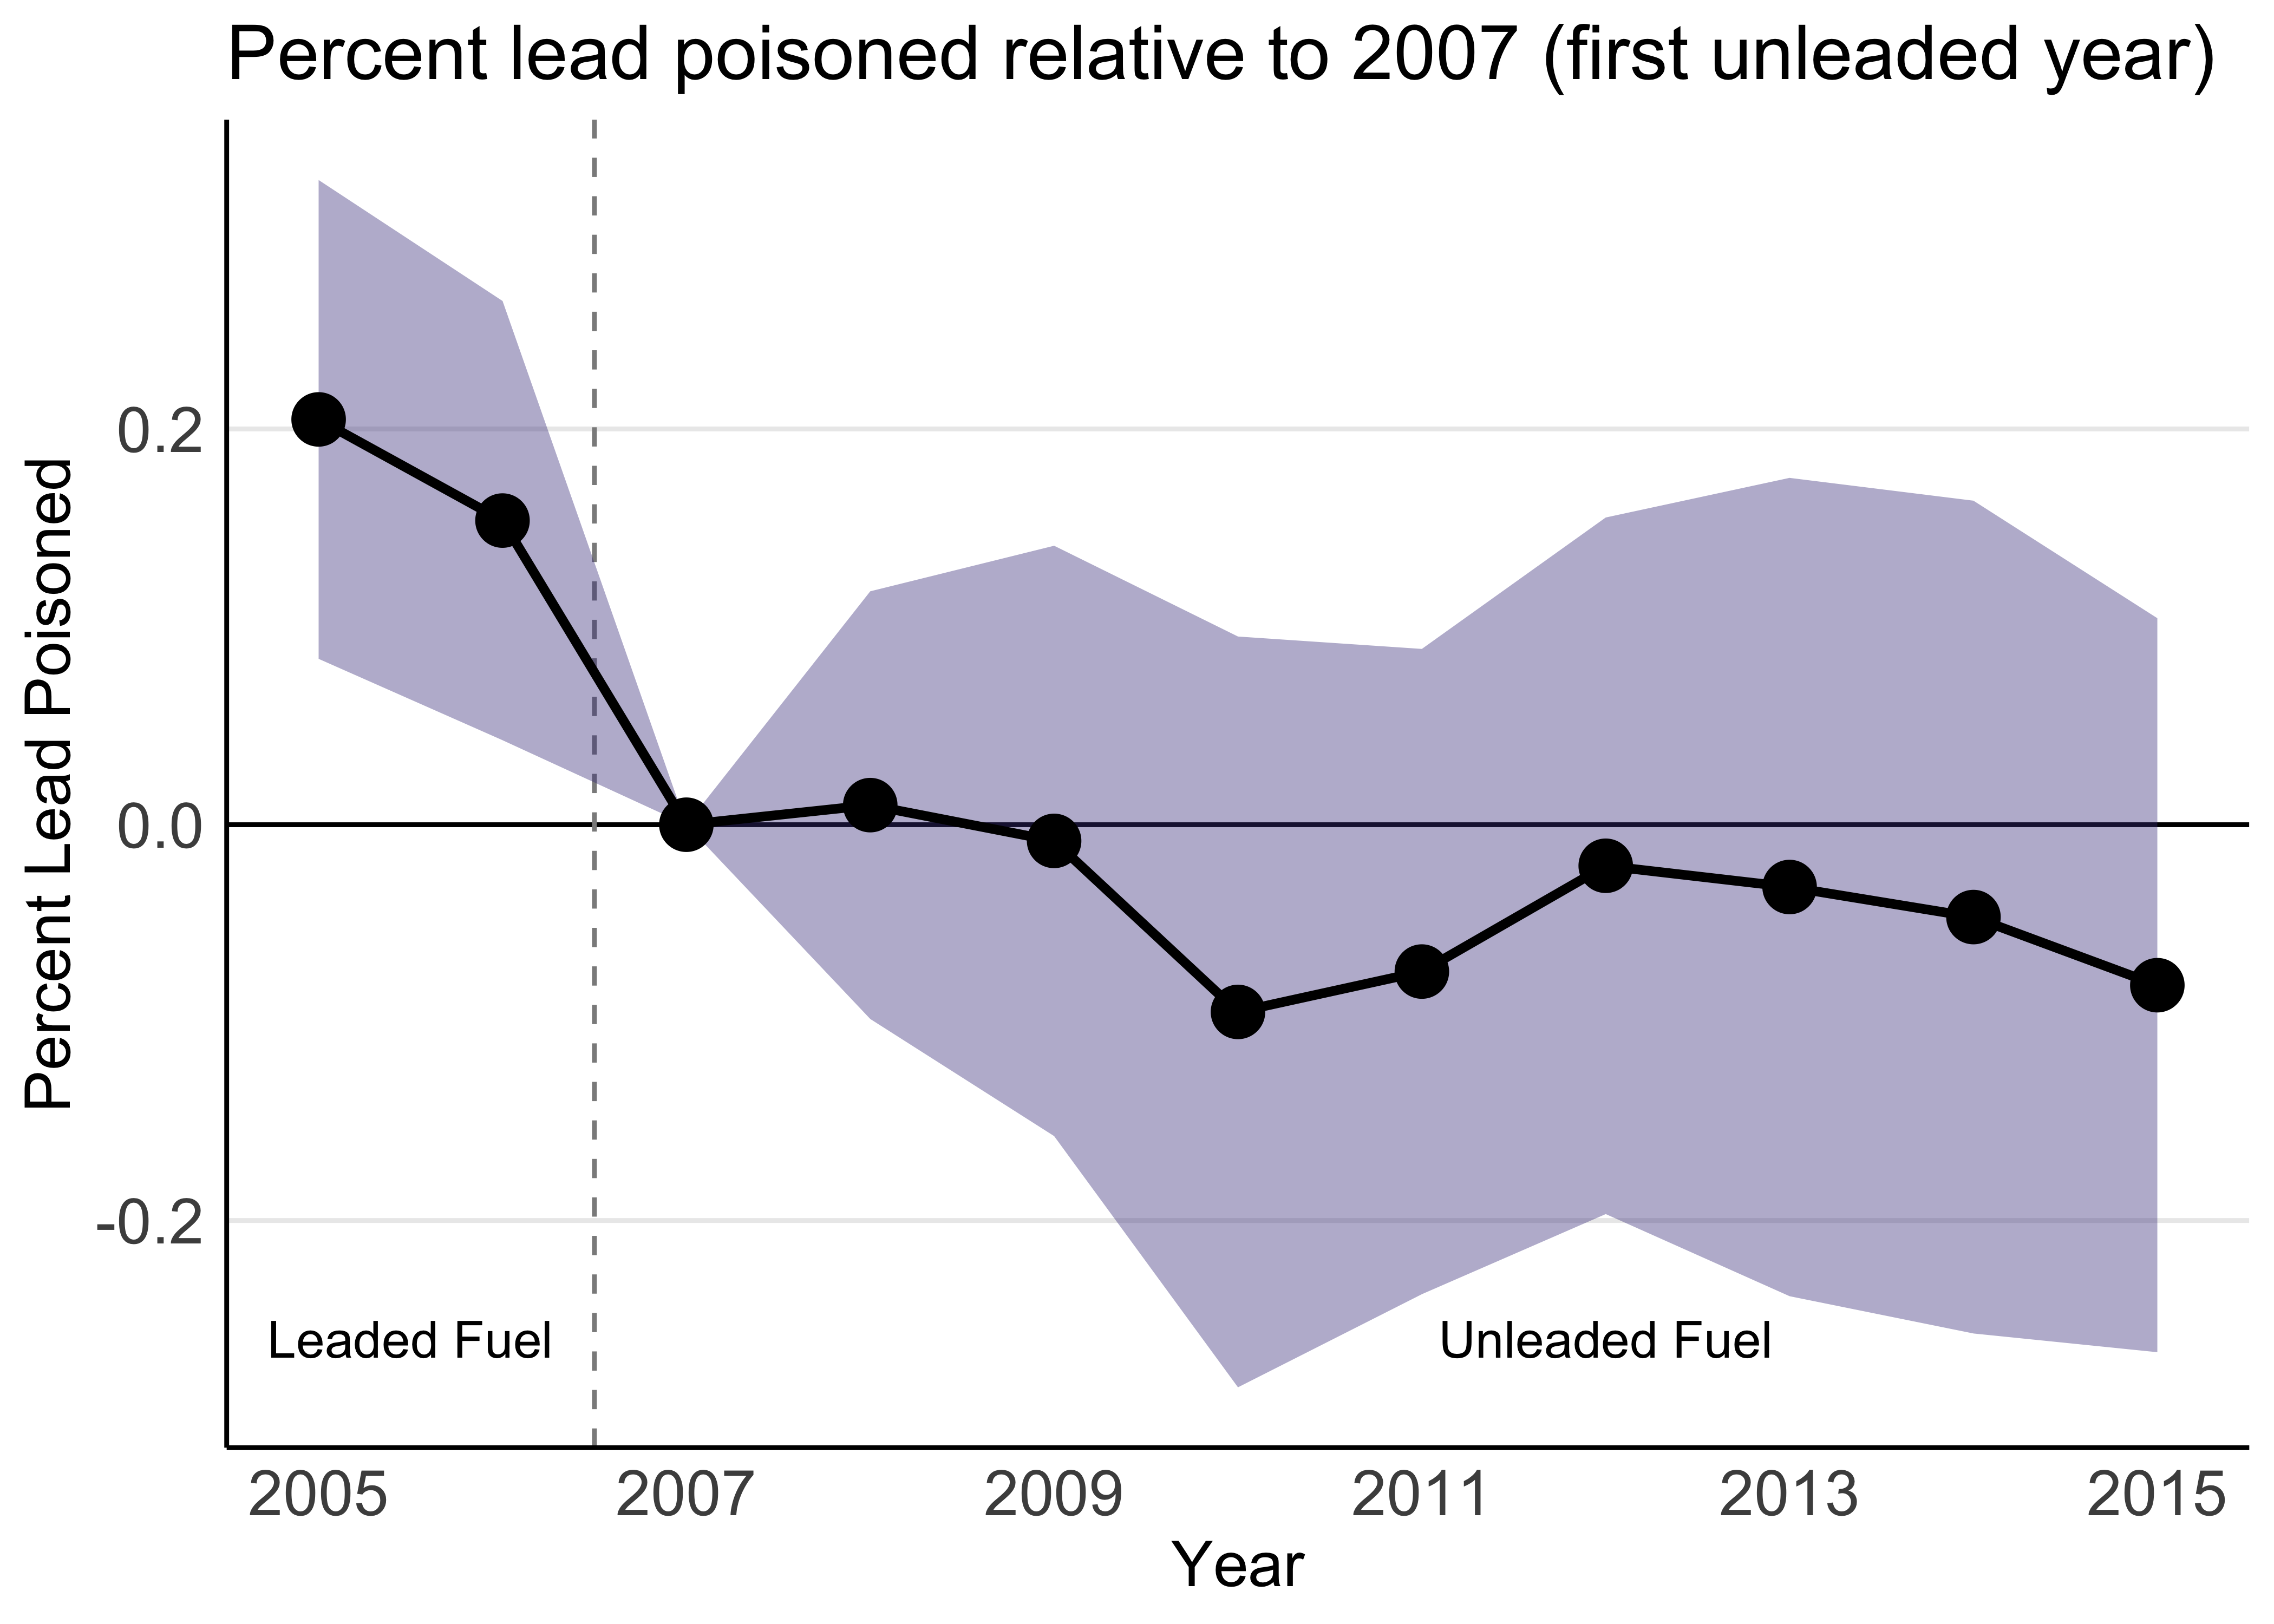 Percent lead poisoned relative to 2007 (first unleaded year)
Percent Lead Poisoned
0.2
0.0
-0.2
Leaded Fuel
Unleaded Fuel
2005
2007
2009
2011
2013
2015
Year